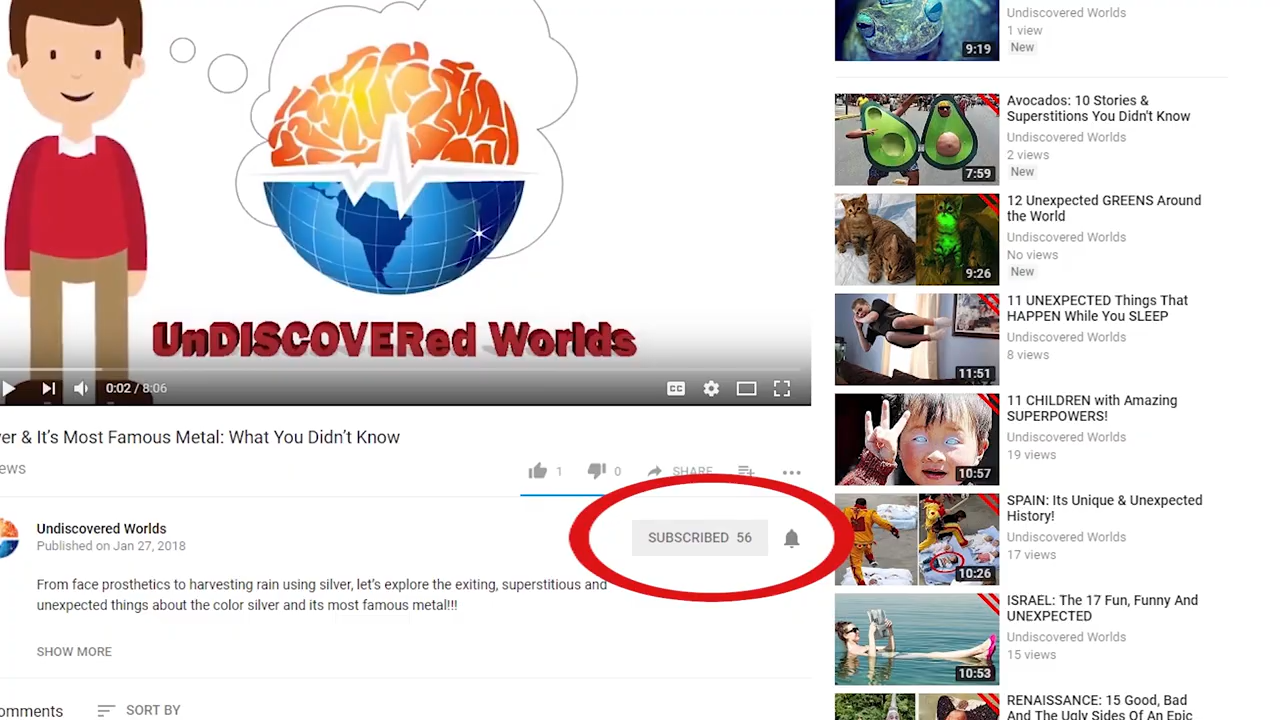 UnDISCOVERed Worlds
0:02 / 8:06
CC
er & It's Most Famous Metal: What You Didn't Know
ews
1
0
SHARE
Undiscovered Worlds
Published on Jan 27, 2018
SUBSCRIBED 56
From face prosthetics to harvesting rain using silver, let's explore the exiting, superstitious and
unexpected things about the color silver and its most famous metal!!!
SHOW MORE
omments
SORT BY
Undiscovered Worlds
1 view
New
9:19
Avocados: 10 Stories &
Superstitions You Didn't Know
Undiscovered Worlds
2 views
New
7:59
12 Unexpected GREENS Around
the World
Undiscovered Worlds
No views
New
9:26
11 UNEXPECTED Things That
HAPPEN While You SLEEP
Undiscovered Worlds
8 views
11:51
11 CHILDREN with Amazing
SUPERPOWERS!
Undiscovered Worlds
19 views
10:57
SPAIN: Its Unique & Unexpected
History!
Undiscovered Worlds
17 views
10:26
ISRAEL: The 17 Fun, Funny And
UNEXPECTED
Undiscovered Worlds
15 views
10:53
RENAISSANCE: 15 Good, Bad
And The Ugly Sides Of An Epic